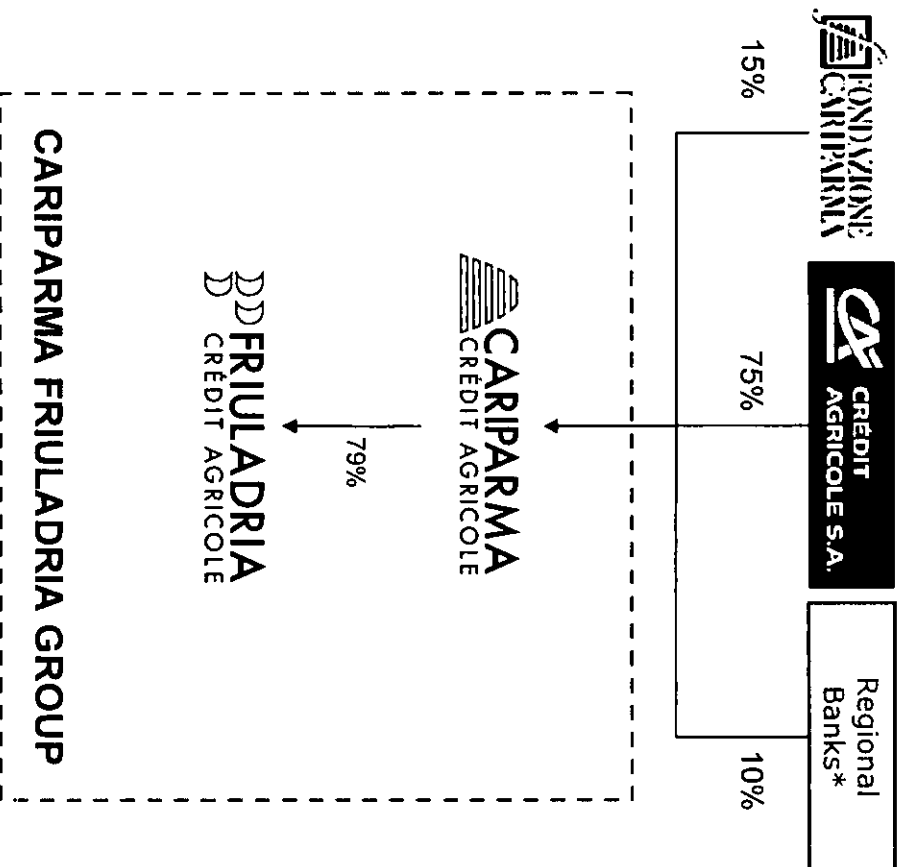 FONDAZIONE
CARIPARMA
CA
CRÉDIT
AGRICOLE S.A.
Regional
Banks*
15%
75%
10%
CARIPARMA
CRÉDIT AGRICOLE
79%
FRIULADRIA
CRÉDIT AGRICOLE
CARIPARMA FRIULADRIA GROUP